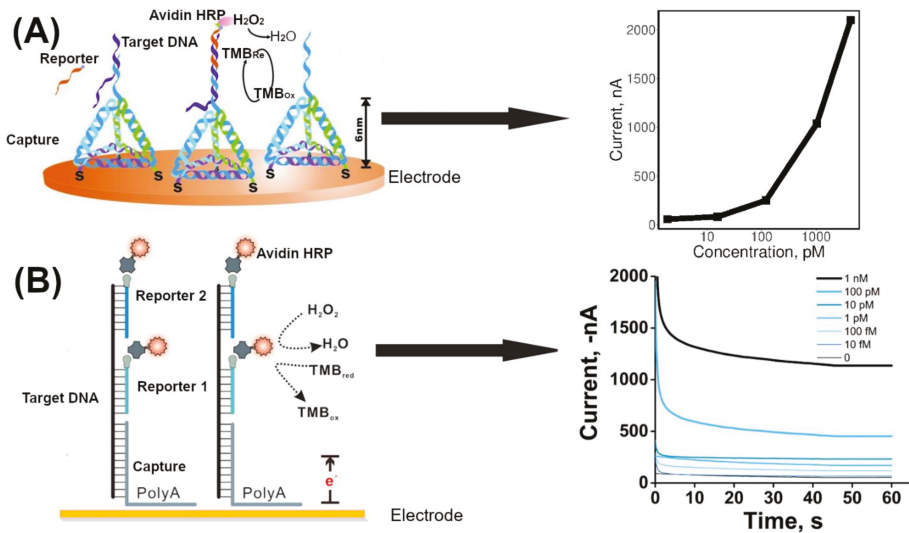 (A)
Avidin HRP
H₂O₂
H₂O
Target DNA
Reporter
TMBRe
TMBOx
6nm
Capture
S
S
S
S
S
S
Electrode
Current, nA
2000
1500
1000
500
0
10
100
1000
Concentration, pM
(B)
Avidin HRP
Reporter 2
H₂O₂
H₂O
Reporter 1
TMBred
Target DNA
TMBox
Capture
e⁻
PolyA
PolyA
Electrode
Current, -nA
2000
1500
1000
500
0
1 nM
100 pM
10 pM
1 pM
100 fM
10 fM
0
0
10
20
30
40
50
60
Time, s